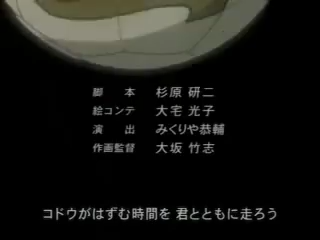 脚本 杉原 研二
絵コンテ 大宅 光子
演出 みくりや恭輔
作画監督 大坂 竹志
コドウがはずむ時間を 君とともに走ろう